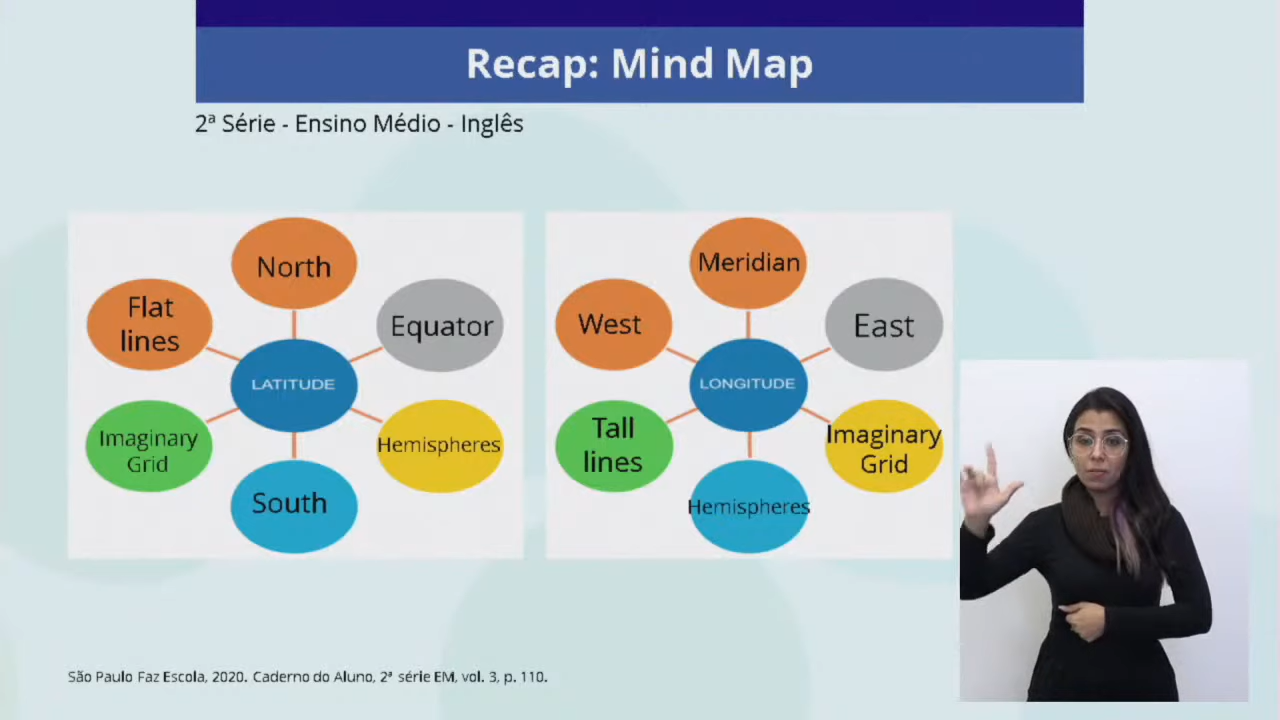 Recap: Mind Map
2ª Série - Ensino Médio - Inglês
North
Flat
lines
Equator
LATITUDE
Imaginary
Grid
Hemispheres
South
Meridian
West
East
LONGITUDE
Tall
lines
Imaginary
Grid
Hemispheres
São Paulo Faz Escola, 2020. Caderno do Aluno, 2ª série EM, vol. 3, p. 110.